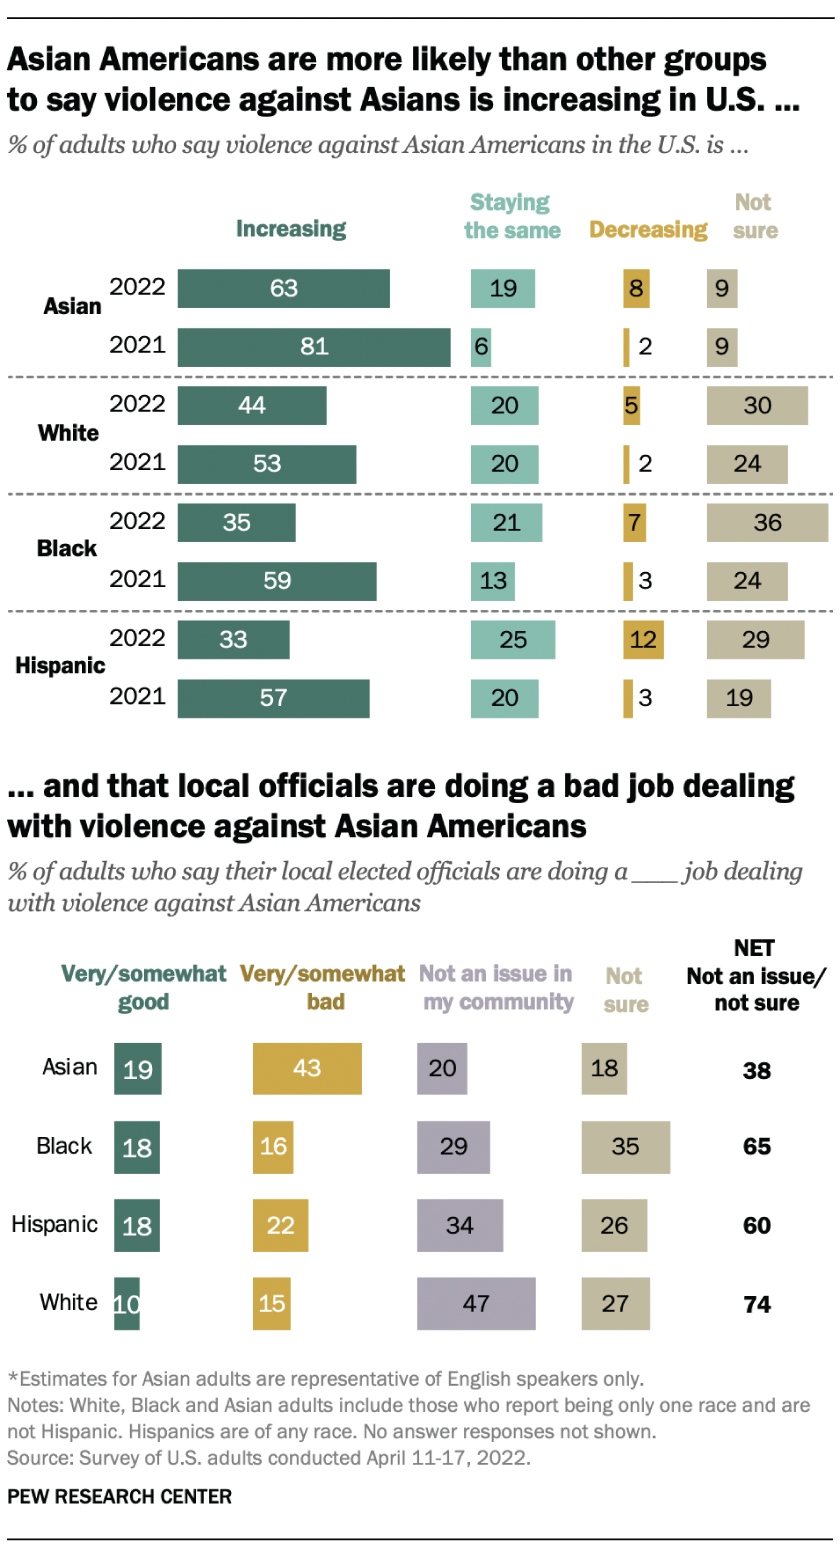 Asian Americans are more likely than other groups
to say violence against Asians is increasing in U.S. ...
% of adults who say violence against Asian Americans in the U.S. is ...
Increasing Staying the same Decreasing Not sure
Asian
2022 63 19 8 9
2021 81 6 2 9
White
2022 44 20 5 30
2021 53 20 2 24
Black
2022 35 21 7 36
2021 59 13 3 24
Hispanic
2022 33 25 12 29
2021 57 20 3 19
... and that local officials are doing a bad job dealing
with violence against Asian Americans
% of adults who say their local elected officials are doing a ___ job dealing
with violence against Asian Americans
Very/somewhat good Very/somewhat bad Not an issue in my community Not sure NET Not an issue/not sure
Asian 19 43 20 18 38
Black 18 16 29 35 65
Hispanic 18 22 34 26 60
White 10 15 47 27 74
*Estimates for Asian adults are representative of English speakers only.
Notes: White, Black and Asian adults include those who report being only one race and are
not Hispanic. Hispanics are of any race. No answer responses not shown.
Source: Survey of U.S. adults conducted April 11-17, 2022.
PEW RESEARCH CENTER